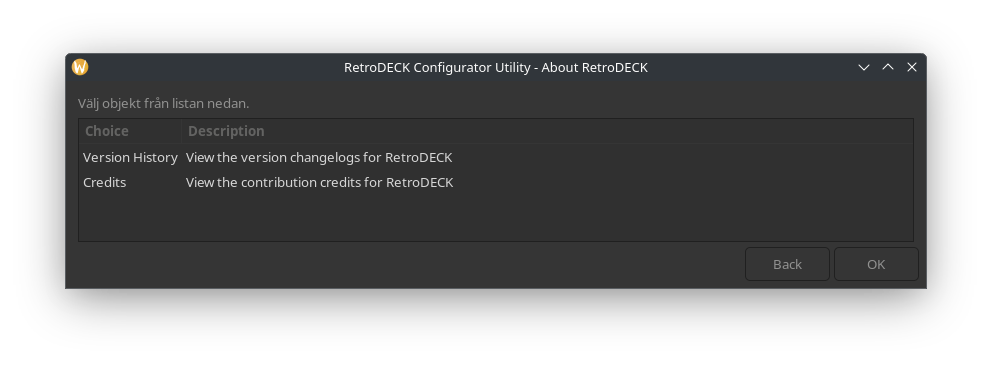 RetroDECK Configurator Utility - About RetroDECK
Välj objekt från listan nedan.
Choice Description
Version History View the version changelogs for RetroDECK
Credits View the contribution credits for RetroDECK
Back OK